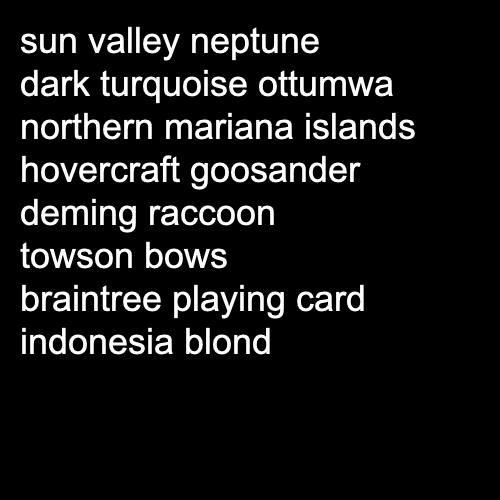 sun valley neptune
dark turquoise ottumwa
northern mariana islands
hovercraft goosander
deming raccoon
towson bows
braintree playing card
indonesia blond